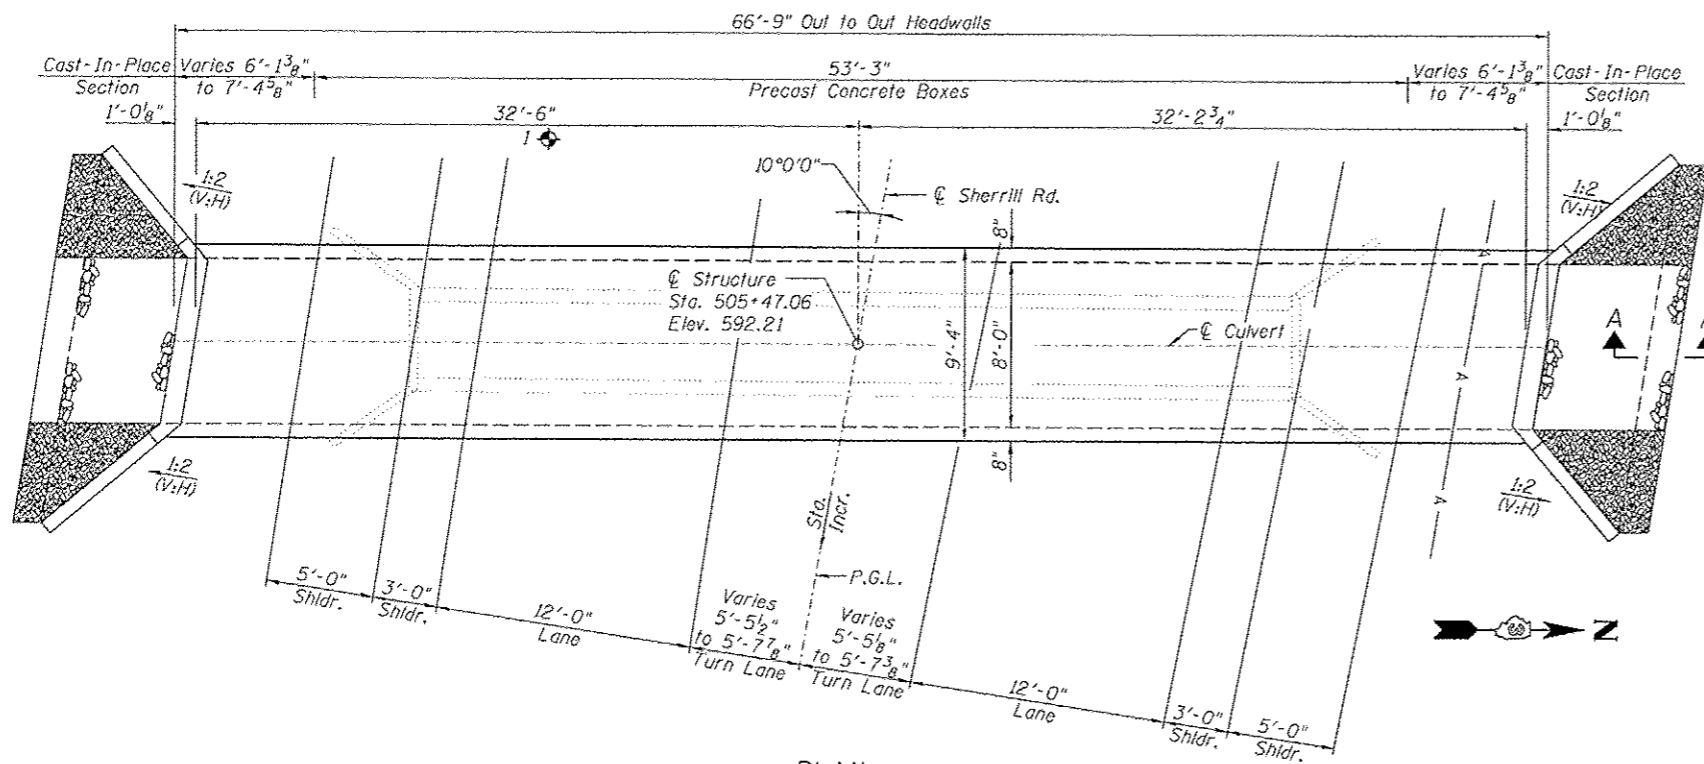 66'-9" Out to Out Headwalls
Cast-In-Place
Section
Varies 6'-1 3/8"
to 7'-4 5/8"
53'-3"
Precast Concrete Boxes
Varies 6'-1 3/8"
to 7'-4 5/8"
Cast-In-Place
Section
1'-0 1/8"
32'-6"
32'-2 3/4"
1'-0 1/8"
1
10°0'0"
℄ Sherrill Rd.
1:2
(V:H)
1:2
(V:H)
8"
℄ Structure
Sta. 505+47.06
Elev. 592.21
9'-4"
8'-0"
℄ Culvert
A
A
A
A
8"
1:2
(V:H)
1:2
(V:H)
Sta.
Incr.
P.G.L.
5'-0"
Shldr.
3'-0"
Shldr.
12'-0"
Lane
Varies
5'-5 1/2"
to 5'-7 7/8"
Turn Lane
Varies
5'-5 1/8"
to 5'-7 3/8"
Turn Lane
12'-0"
Lane
3'-0"
Shldr.
5'-0"
Shldr.
N